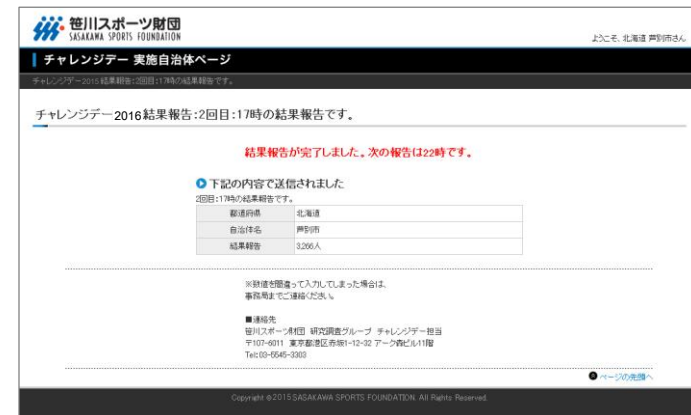 笹川スポーツ財団
SASAKAWA SPORTS FOUNDATION
ようこそ、北海道 芦別市さん
チャレンジデー 実施自治体ページ
チャレンジデー2015 結果報告:2回目:17時の結果報告です。
チャレンジデー2016結果報告:2回目:17時の結果報告です。
結果報告が完了しました。次の報告は22時です。
下記の内容で送信されました
2回目:17時の結果報告です。
都道府県 北海道
自治体名 芦別市
結果報告 3,266人
※数値を間違って入力してしまった場合は、
事務局までご連絡ください。
■連絡先
笹川スポーツ財団 研究調査グループ チャレンジデー担当
〒107-6011 東京都港区赤坂1-12-32 アーク森ビル11階
Tel:03-5545-3303
ページの先頭へ
Copyright ©2015 SASAKAWA SPORTS FOUNDATION. All Rights Reserved.